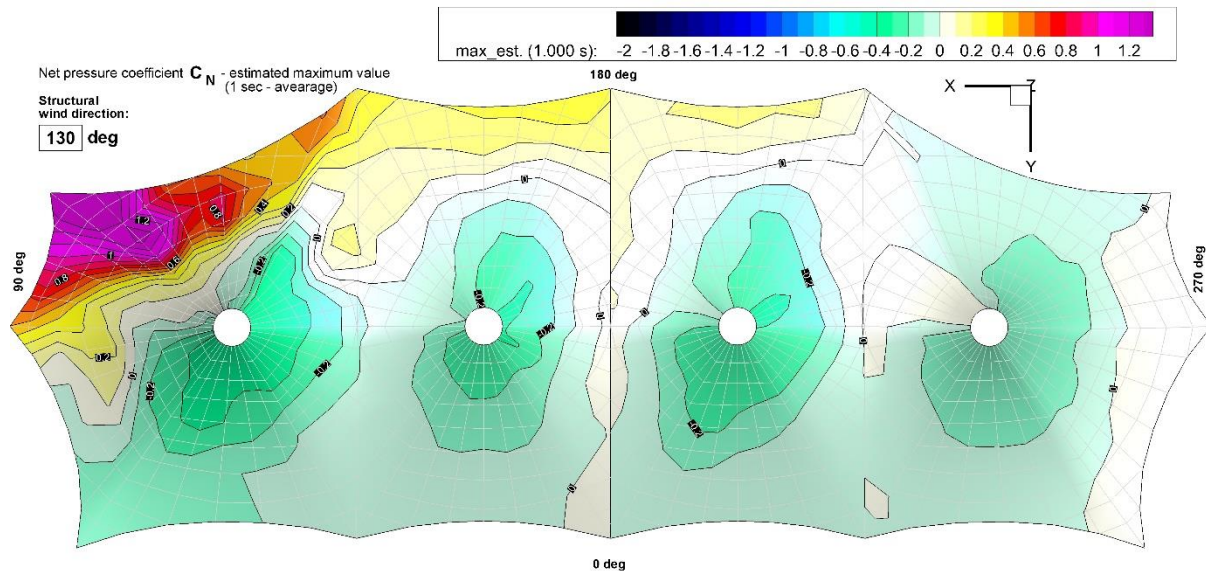 max_est. (1.000 s): -2 -1.8 -1.6 -1.4 -1.2 -1 -0.8 -0.6 -0.4 -0.2 0 0.2 0.4 0.6 0.8 1 1.2
Net pressure coefficient C N - estimated maximum value
(1 sec - avearage)
180 deg
Structural
wind direction:
130 deg
X Z
Y
90 deg
270 deg
0 deg
1.2
0.8
0.4
0.2
1
0.6
0.8
0.2
0
-0.2
-0.2
-0.2
0
0
-0.2
-0.2
0
0
0
0
-0.2
-0.2
0
0
0